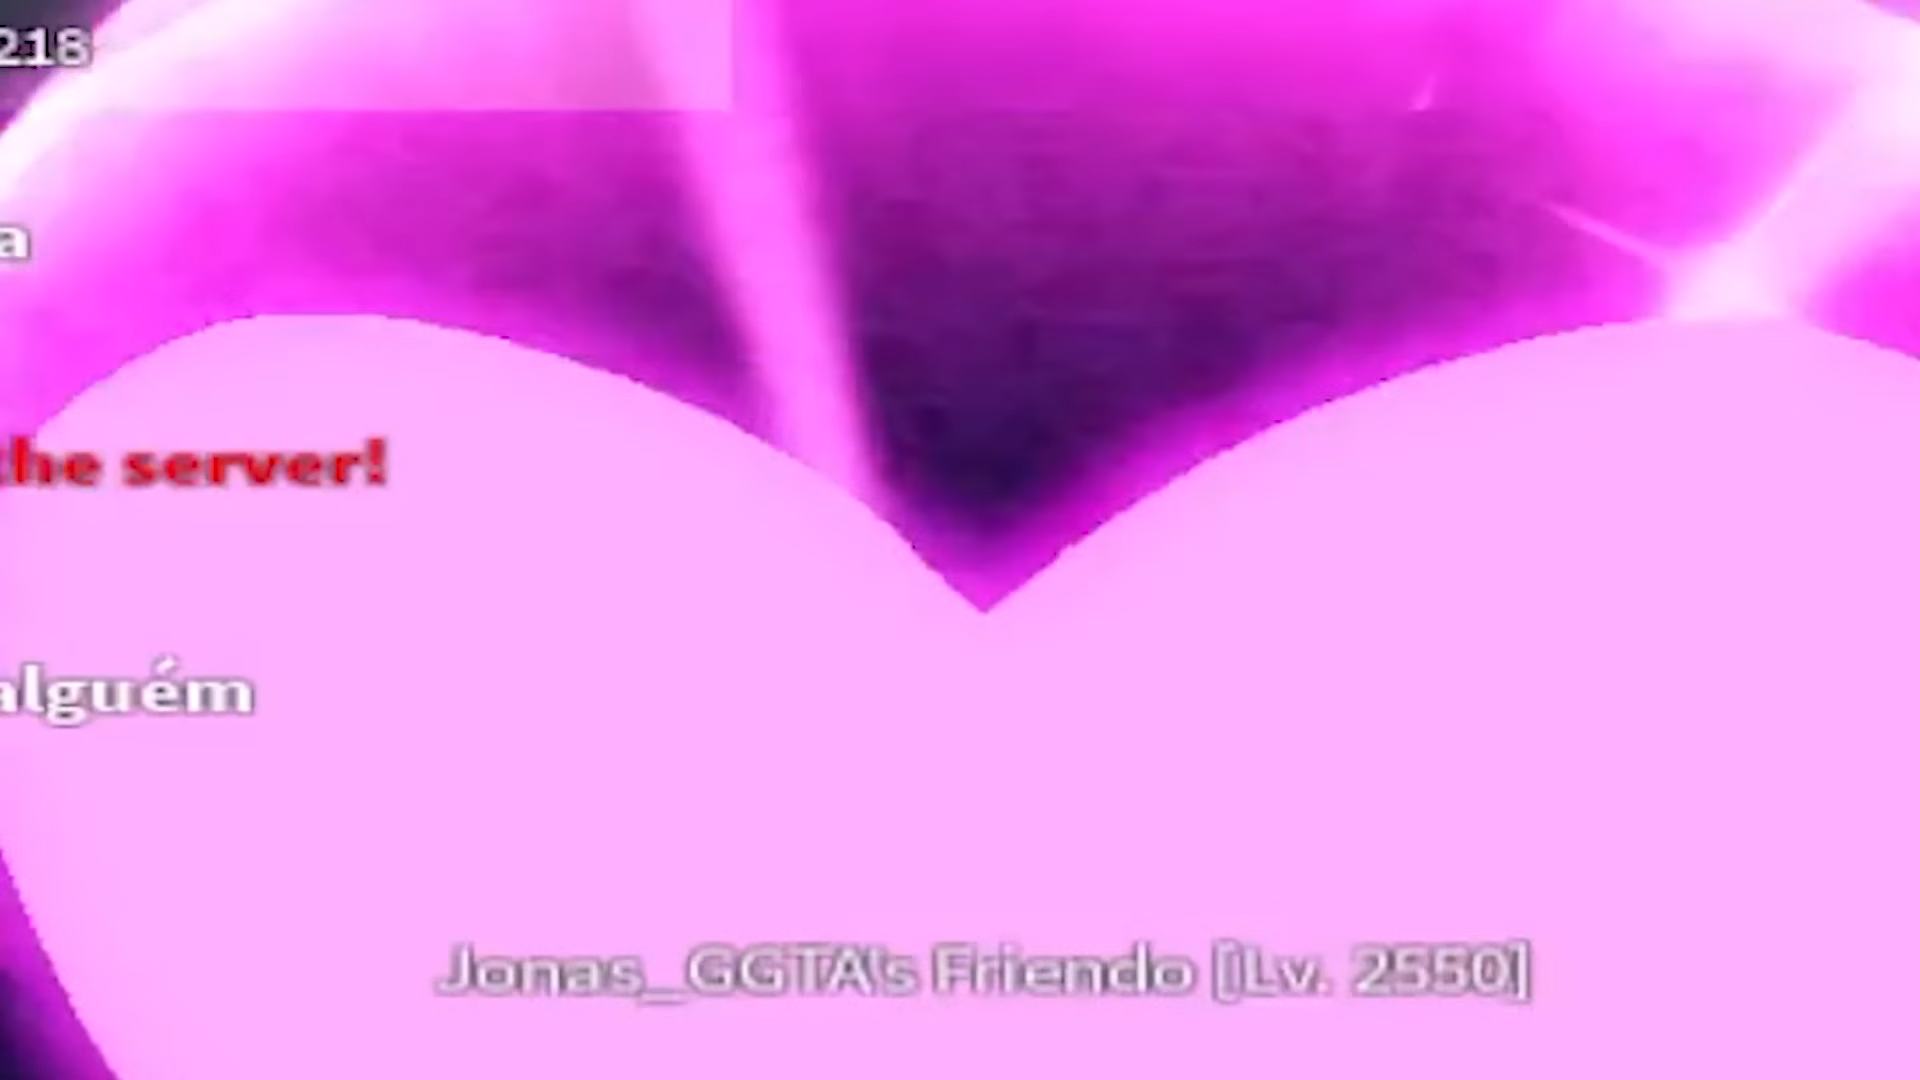 218
a
the server!
alguém
Jonas_GGTA's Friendo [Lv. 2550]